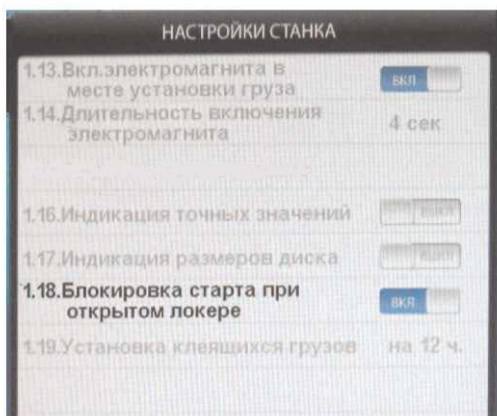 НАСТРОЙКИ СТАНКА
1.13.Вкл.электромагнита в
месте установки груза
ВКЛ
1.14.Длительность включения
электромагнита
4 сек
1.16.Индикация точных значений
ВЫКЛ
1.17.Индикация размеров диска
ВЫКЛ
1.18.Блокировка старта при
открытом локере
ВКЛ
1.19.Установка клеящихся грузов
на 12 ч.